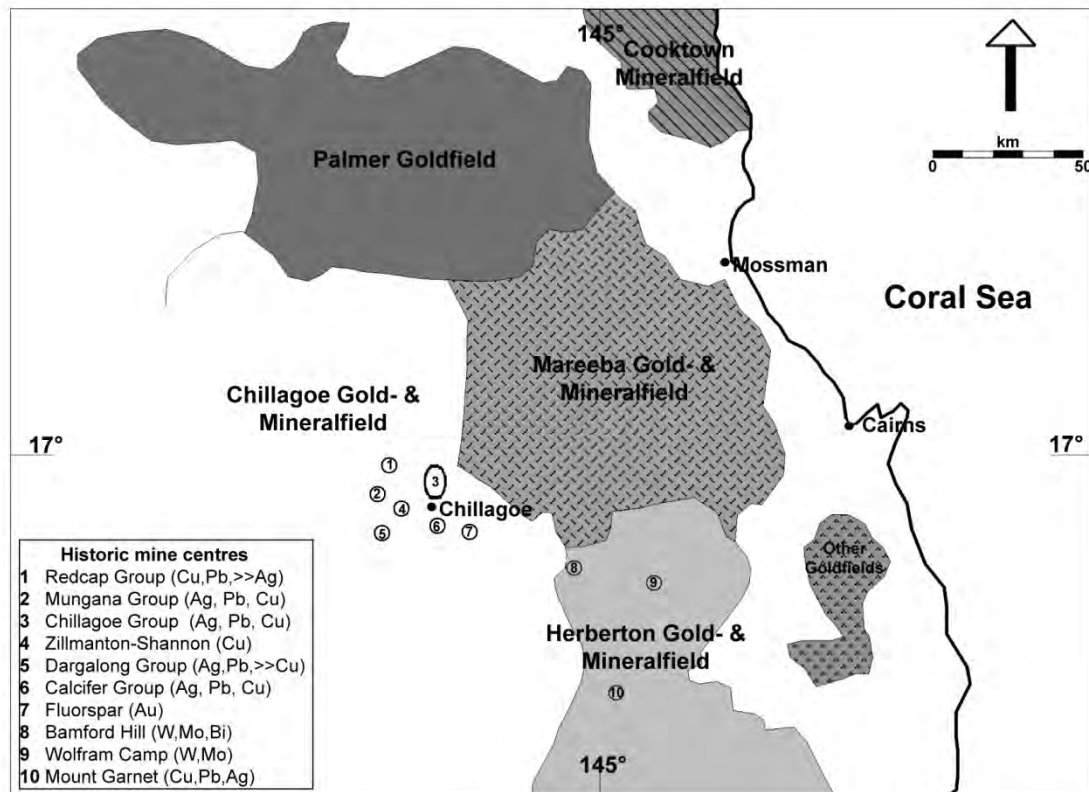 145°
Cooktown
Mineralfield
km
0 50
Palmer Goldfield
Mossman
Coral Sea
Mareeba Gold- &
Mineralfield
Chillagoe Gold- &
Mineralfield
Cairns
17°
17°
1
3
2
4
Chillagoe
5
6
7
Other
Goldfields
8
9
Herberton Gold- &
Mineralfield
10
145°
Historic mine centres
1 Redcap Group (Cu,Pb,>>Ag)
2 Mungana Group (Ag, Pb, Cu)
3 Chillagoe Group (Ag, Pb, Cu)
4 Zillmanton-Shannon (Cu)
5 Dargalong Group (Ag,Pb,>>Cu)
6 Calcifer Group (Ag, Pb, Cu)
7 Fluorspar (Au)
8 Bamford Hill (W,Mo,Bi)
9 Wolfram Camp (W,Mo)
10 Mount Garnet (Cu,Pb,Ag)